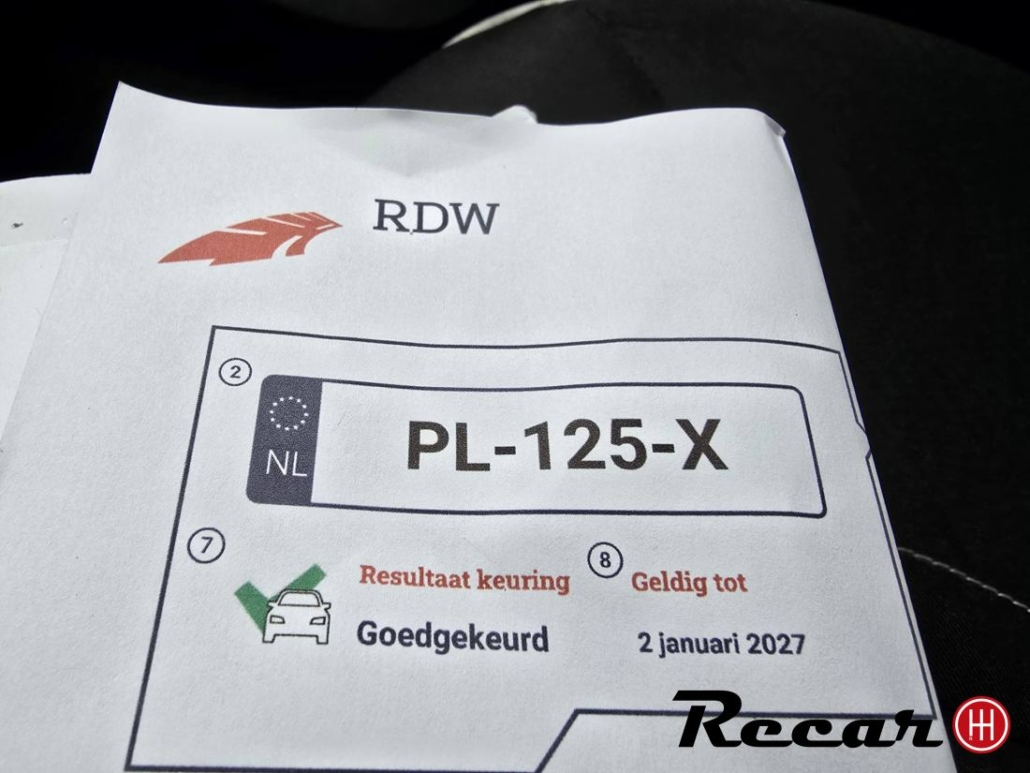 RDW
2
NL
PL-125-X
7
Resultaat keuring
8
Geldig tot
Goedgekeurd
2 januari 2027
Recar